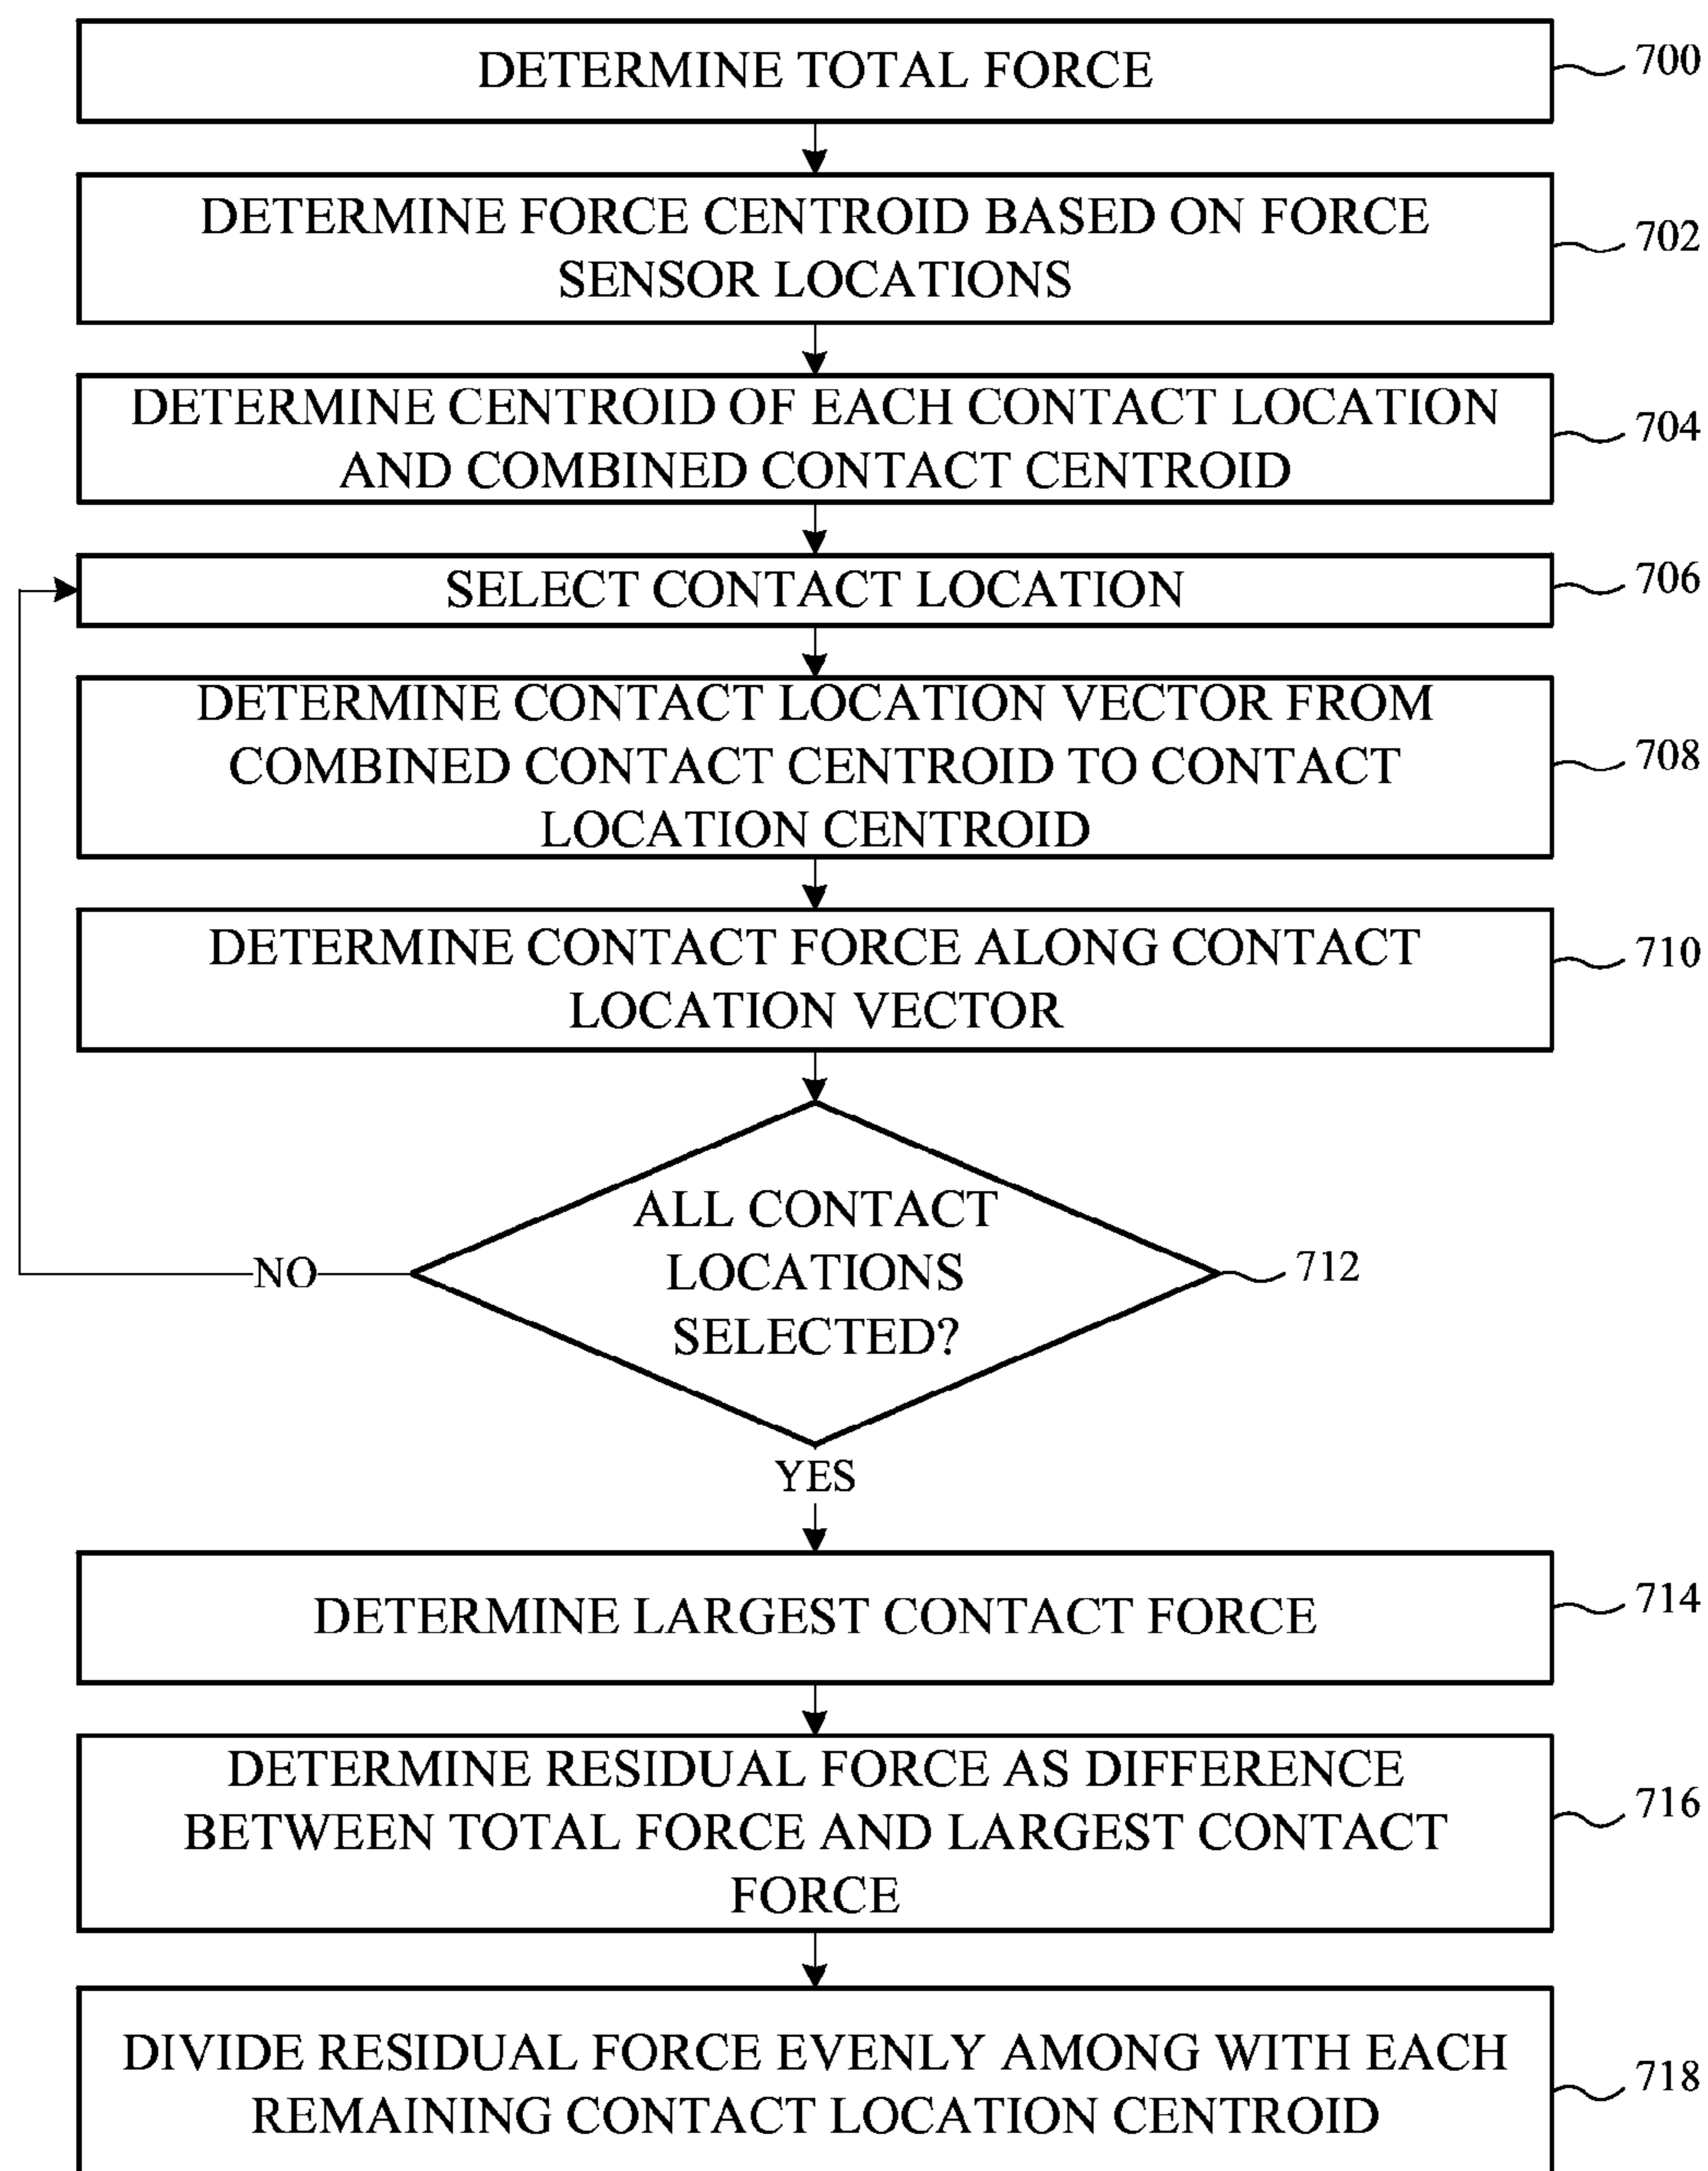 DETERMINE TOTAL FORCE
700
DETERMINE FORCE CENTROID BASED ON FORCE
SENSOR LOCATIONS
702
DETERMINE CENTROID OF EACH CONTACT LOCATION
AND COMBINED CONTACT CENTROID
704
SELECT CONTACT LOCATION
706
DETERMINE CONTACT LOCATION VECTOR FROM
COMBINED CONTACT CENTROID TO CONTACT
LOCATION CENTROID
708
DETERMINE CONTACT FORCE ALONG CONTACT
LOCATION VECTOR
710
ALL CONTACT
LOCATIONS
SELECTED?
712
NO
YES
DETERMINE LARGEST CONTACT FORCE
714
DETERMINE RESIDUAL FORCE AS DIFFERENCE
BETWEEN TOTAL FORCE AND LARGEST CONTACT
FORCE
716
DIVIDE RESIDUAL FORCE EVENLY AMONG WITH EACH
REMAINING CONTACT LOCATION CENTROID
718